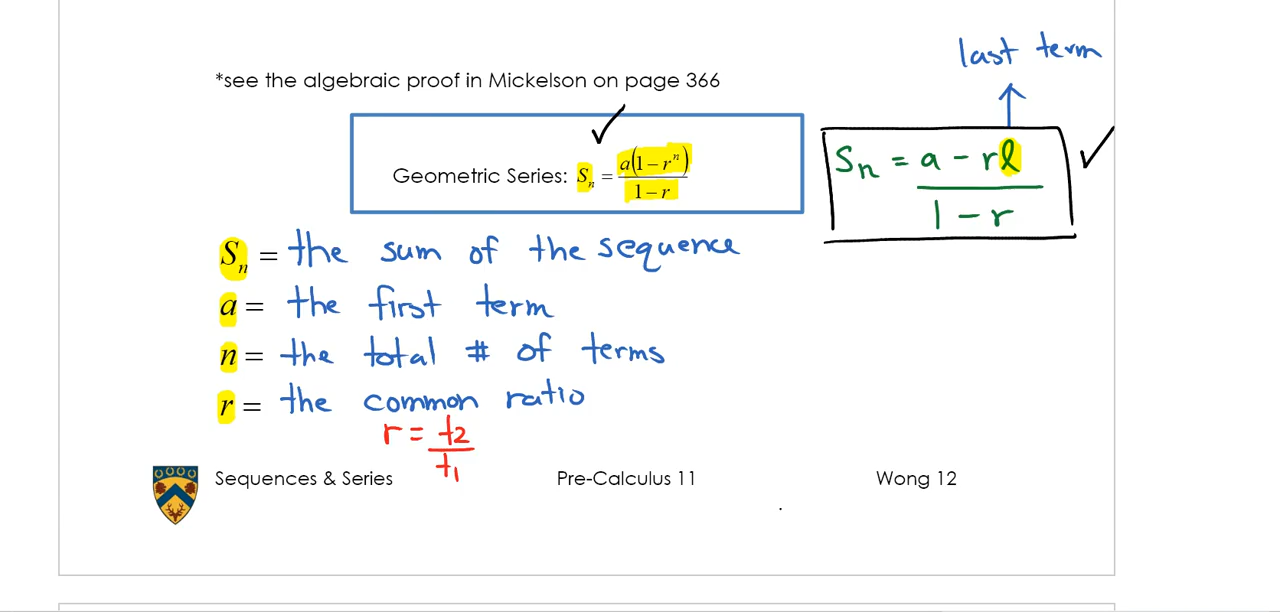 last term
*see the algebraic proof in Mickelson on page 366
Geometric Series: Sₙ = a(1−rⁿ) / 1−r
Sₙ = a − rl / 1 − r
Sₙ = the sum of the sequence
a = the first term
n = the total # of terms
r = the common ratio
r = t₂ / t₁
Sequences & Series Pre-Calculus 11 Wong 12